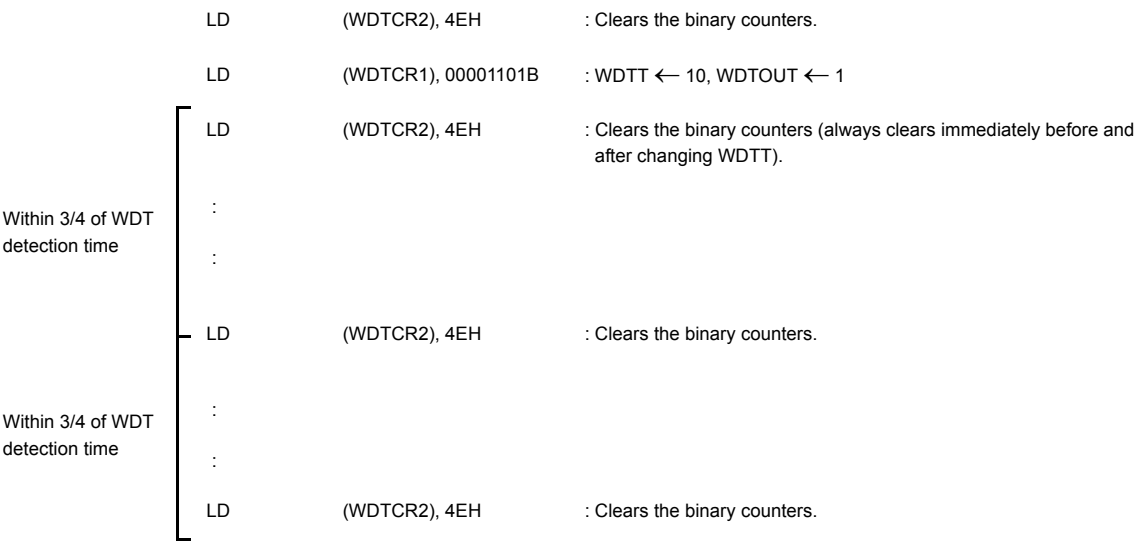 LD (WDTCR2), 4EH : Clears the binary counters.
LD (WDTCR1), 00001101B : WDTT ← 10, WDTOUT ← 1
LD (WDTCR2), 4EH : Clears the binary counters (always clears immediately before and
after changing WDTT).
Within 3/4 of WDT
detection time
:
:
LD (WDTCR2), 4EH : Clears the binary counters.
Within 3/4 of WDT
detection time
:
:
LD (WDTCR2), 4EH : Clears the binary counters.